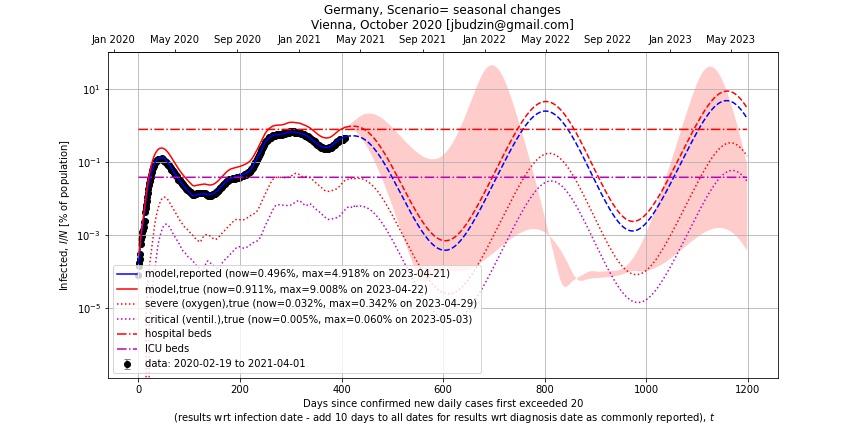 Germany, Scenario= seasonal changes
Vienna, October 2020 [jbudzin@gmail.com]
Jan 2020 May 2020 Sep 2020 Jan 2021 May 2021 Sep 2021 Jan 2022 May 2022 Sep 2022 Jan 2023 May 2023
10¹
10⁻¹
10⁻³
10⁻⁵
Infected, I/N [% of population]
model,reported (now=0.496%, max=4.918% on 2023-04-21)
model,true (now=0.911%, max=9.008% on 2023-04-22)
severe (oxygen),true (now=0.032%, max=0.342% on 2023-04-29)
critical (ventil.),true (now=0.005%, max=0.060% on 2023-05-03)
hospital beds
ICU beds
data: 2020-02-19 to 2021-04-01
0 200 400 600 800 1000 1200
Days since confirmed new daily cases first exceeded 20
(results wrt infection date - add 10 days to all dates for results wrt diagnosis date as commonly reported), t